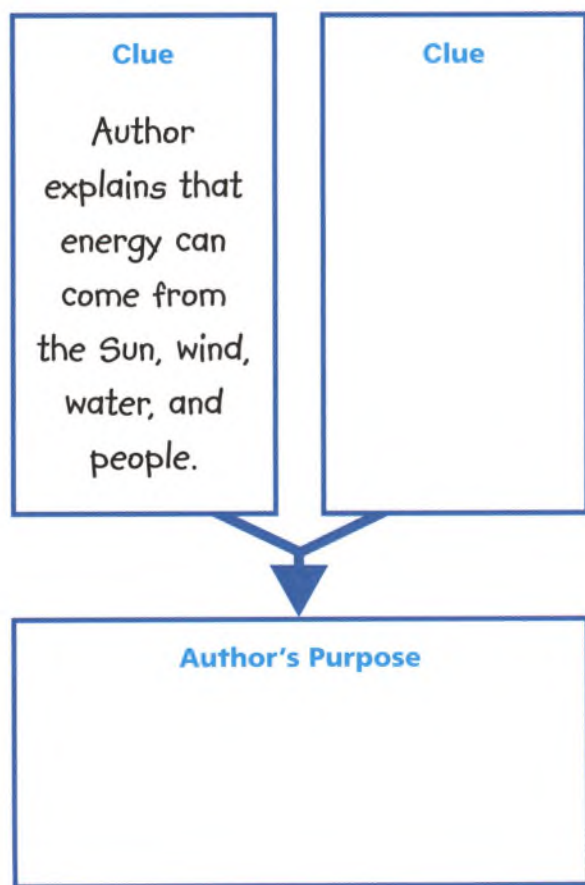 Clue
Author
explains that
energy can
come from
the Sun, wind,
water, and
people.
Clue
Author's Purpose